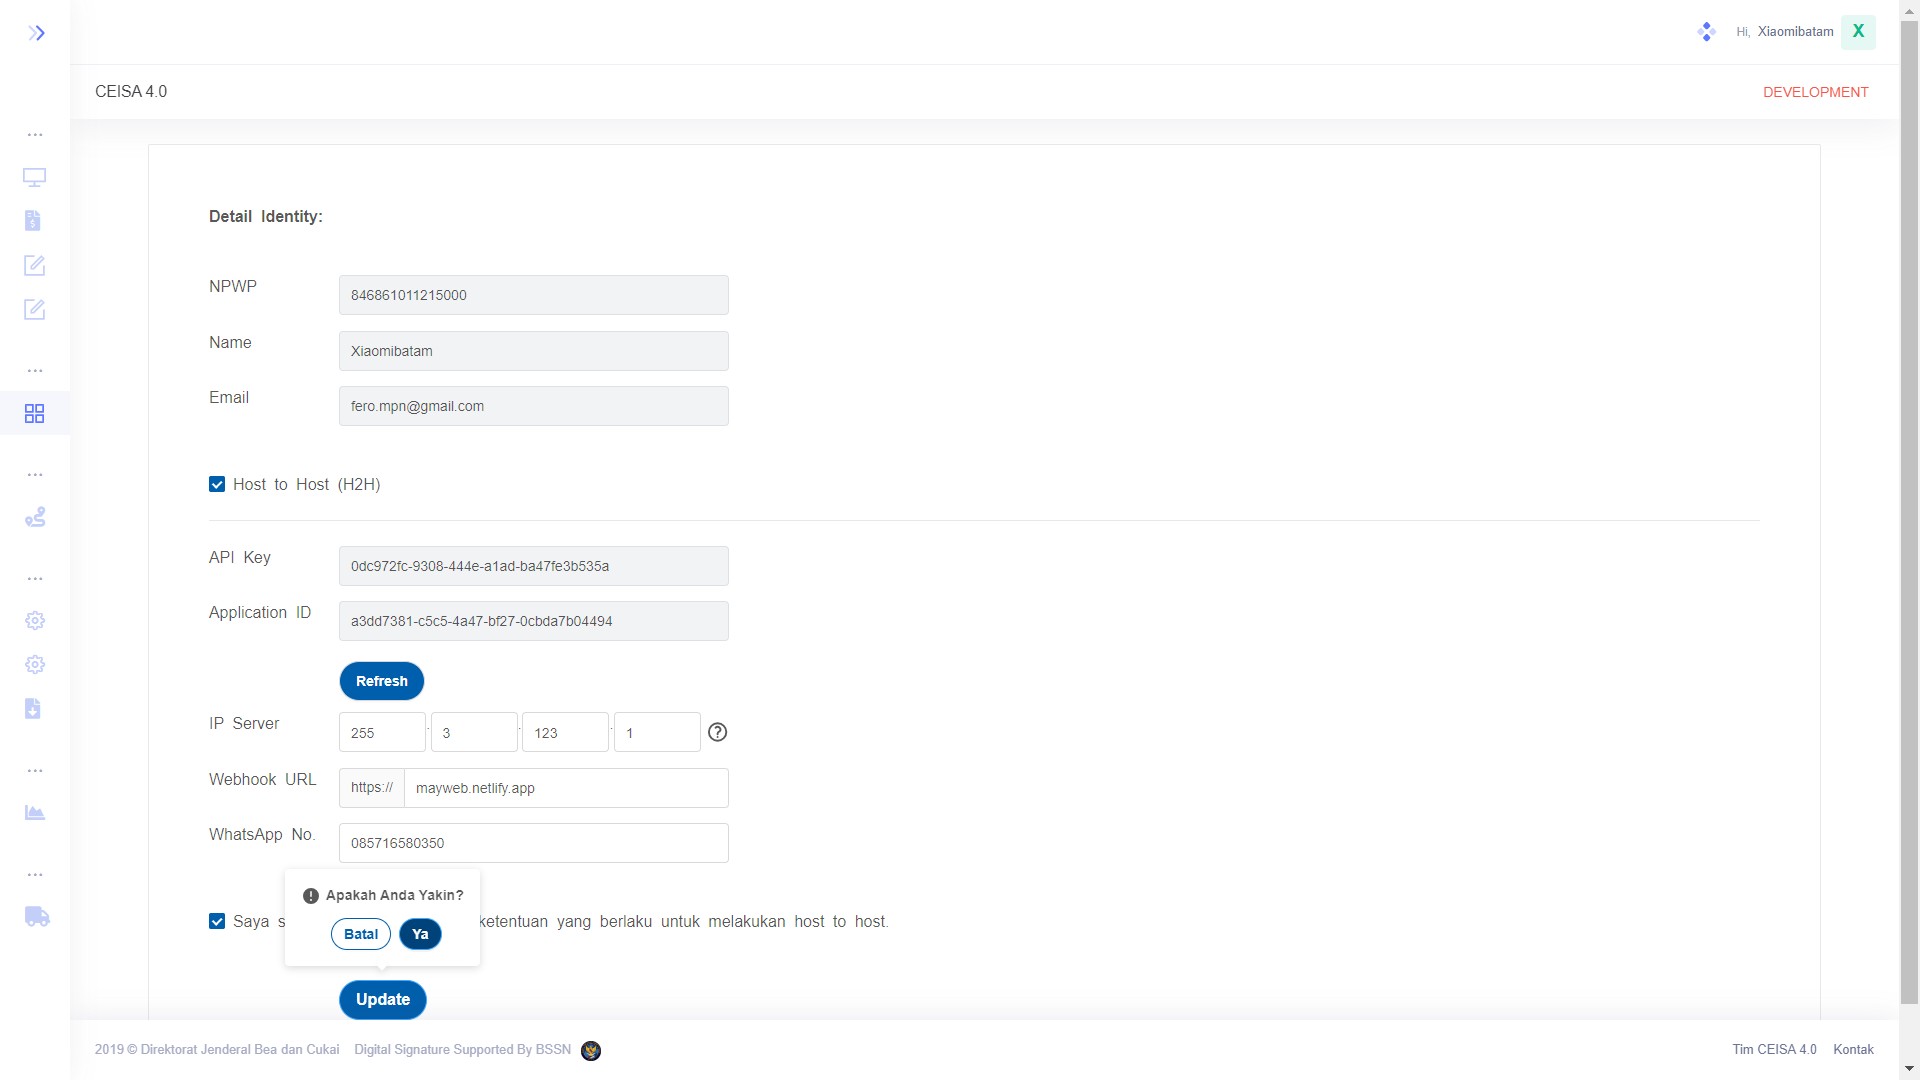 Hi, Xiaomibatam X
CEISA 4.0
DEVELOPMENT
Detail Identity:
NPWP
846861011215000
Name
Xiaomibatam
Email
fero.mpn@gmail.com
Host to Host (H2H)
API Key
0dc972fc-9308-444e-a1ad-ba47fe3b535a
Application ID
a3dd7381-c5c5-4a47-bf27-0cbda7b04494
Refresh
IP Server
255 . 3 . 123 . 1 ?
Webhook URL
https:// mayweb.netlify.app
WhatsApp No.
085716580350
Apakah Anda Yakin?
Saya s ketentuan yang berlaku untuk melakukan host to host.
Batal Ya
Update
2019 © Direktorat Jenderal Bea dan Cukai Digital Signature Supported By BSSN
Tim CEISA 4.0 Kontak